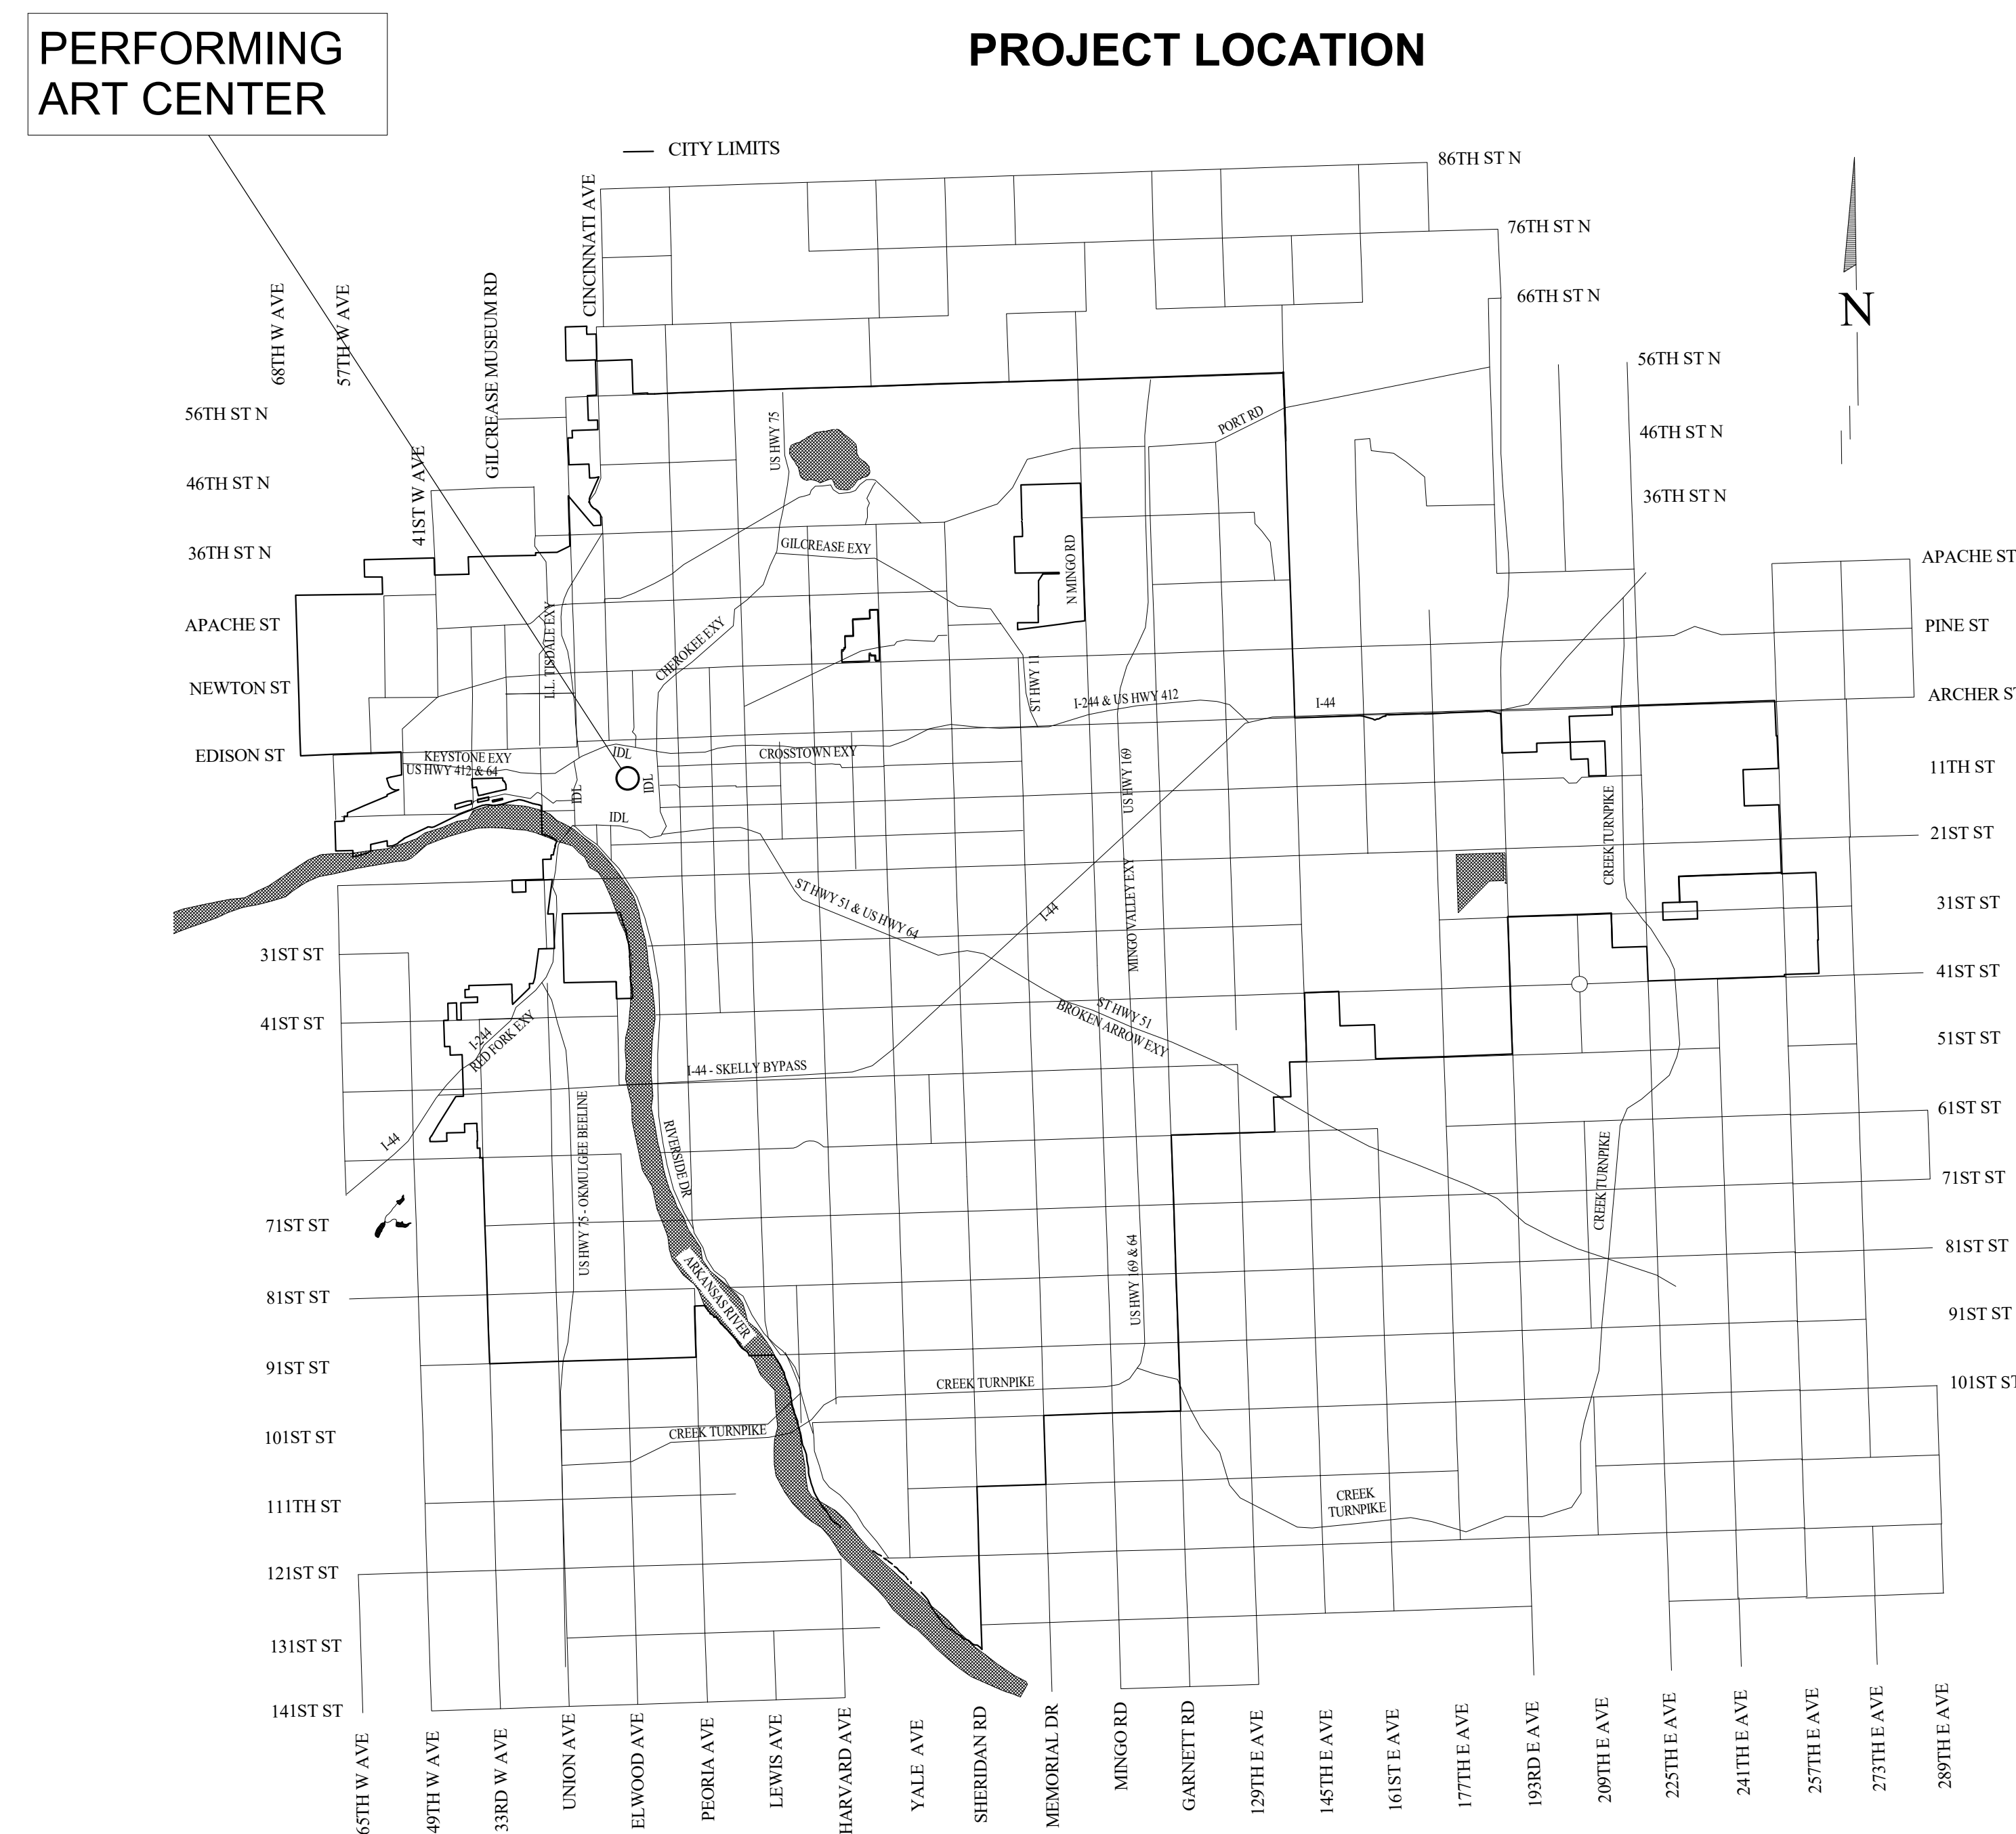 PERFORMING
ART CENTER
PROJECT LOCATION
CITY LIMITS
86TH ST N
76TH ST N
66TH ST N
56TH ST N
46TH ST N
36TH ST N
N
CINCINNATI AVE
GILCREASE MUSEUM RD
68TH W AVE
57TH W AVE
41ST W AVE
56TH ST N
46TH ST N
36TH ST N
APACHE ST
NEWTON ST
EDISON ST
US HWY 75
PORT RD
GILCREASE EXY
N MINGO RD
L.L. TISDALE EXY
CHEROKEE EXY
ST HWY 11
I-244 & US HWY 412
I-44
APACHE ST
PINE ST
ARCHER ST
11TH ST
21ST ST
31ST ST
41ST ST
51ST ST
61ST ST
71ST ST
81ST ST
91ST ST
101ST ST
KEYSTONE EXY
US HWY 412 & 64
IDL
IDL
IDL
IDL
CROSSTOWN EXY
US HWY 169
CREEK TURNPIKE
ST HWY 51 & US HWY 64
I-44
MINGO VALLEY EXY
ST HWY 51
BROKEN ARROW EXY
31ST ST
41ST ST
I-244
RED FORK EXY
I-44 - SKELLY BYPASS
I-44
US HWY 75 - OKMULGEE BEELINE
RIVERSIDE DR
ARKANSAS RIVER
CREEK TURNPIKE
US HWY 169 & 64
71ST ST
81ST ST
91ST ST
101ST ST
111TH ST
121ST ST
131ST ST
141ST ST
CREEK TURNPIKE
CREEK TURNPIKE
CREEK
TURNPIKE
65TH W AVE
49TH W AVE
33RD W AVE
UNION AVE
ELWOOD AVE
PEORIA AVE
LEWIS AVE
HARVARD AVE
YALE AVE
SHERIDAN RD
MEMORIAL DR
MINGO RD
GARNETT RD
129TH E AVE
145TH E AVE
161ST E AVE
177TH E AVE
193RD E AVE
209TH E AVE
225TH E AVE
241TH E AVE
257TH E AVE
273TH E AVE
289TH E AVE